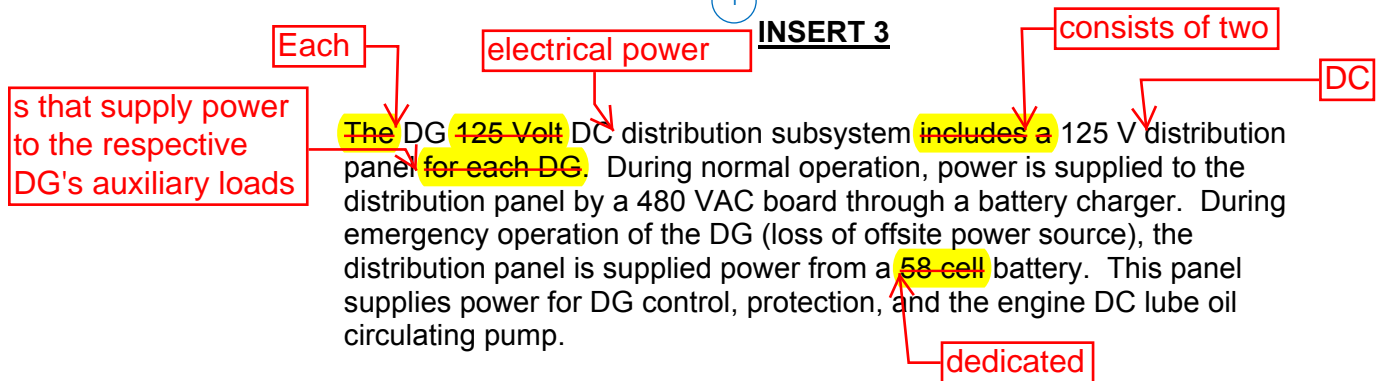 1
INSERT 3
Each
electrical power
consists of two
DC
s that supply power
to the respective
DG's auxiliary loads
The DG 125 Volt DC distribution subsystem includes a 125 V distribution
panel for each DG. During normal operation, power is supplied to the
distribution panel by a 480 VAC board through a battery charger. During
emergency operation of the DG (loss of offsite power source), the
distribution panel is supplied power from a 58 cell battery. This panel
supplies power for DG control, protection, and the engine DC lube oil
circulating pump.
dedicated